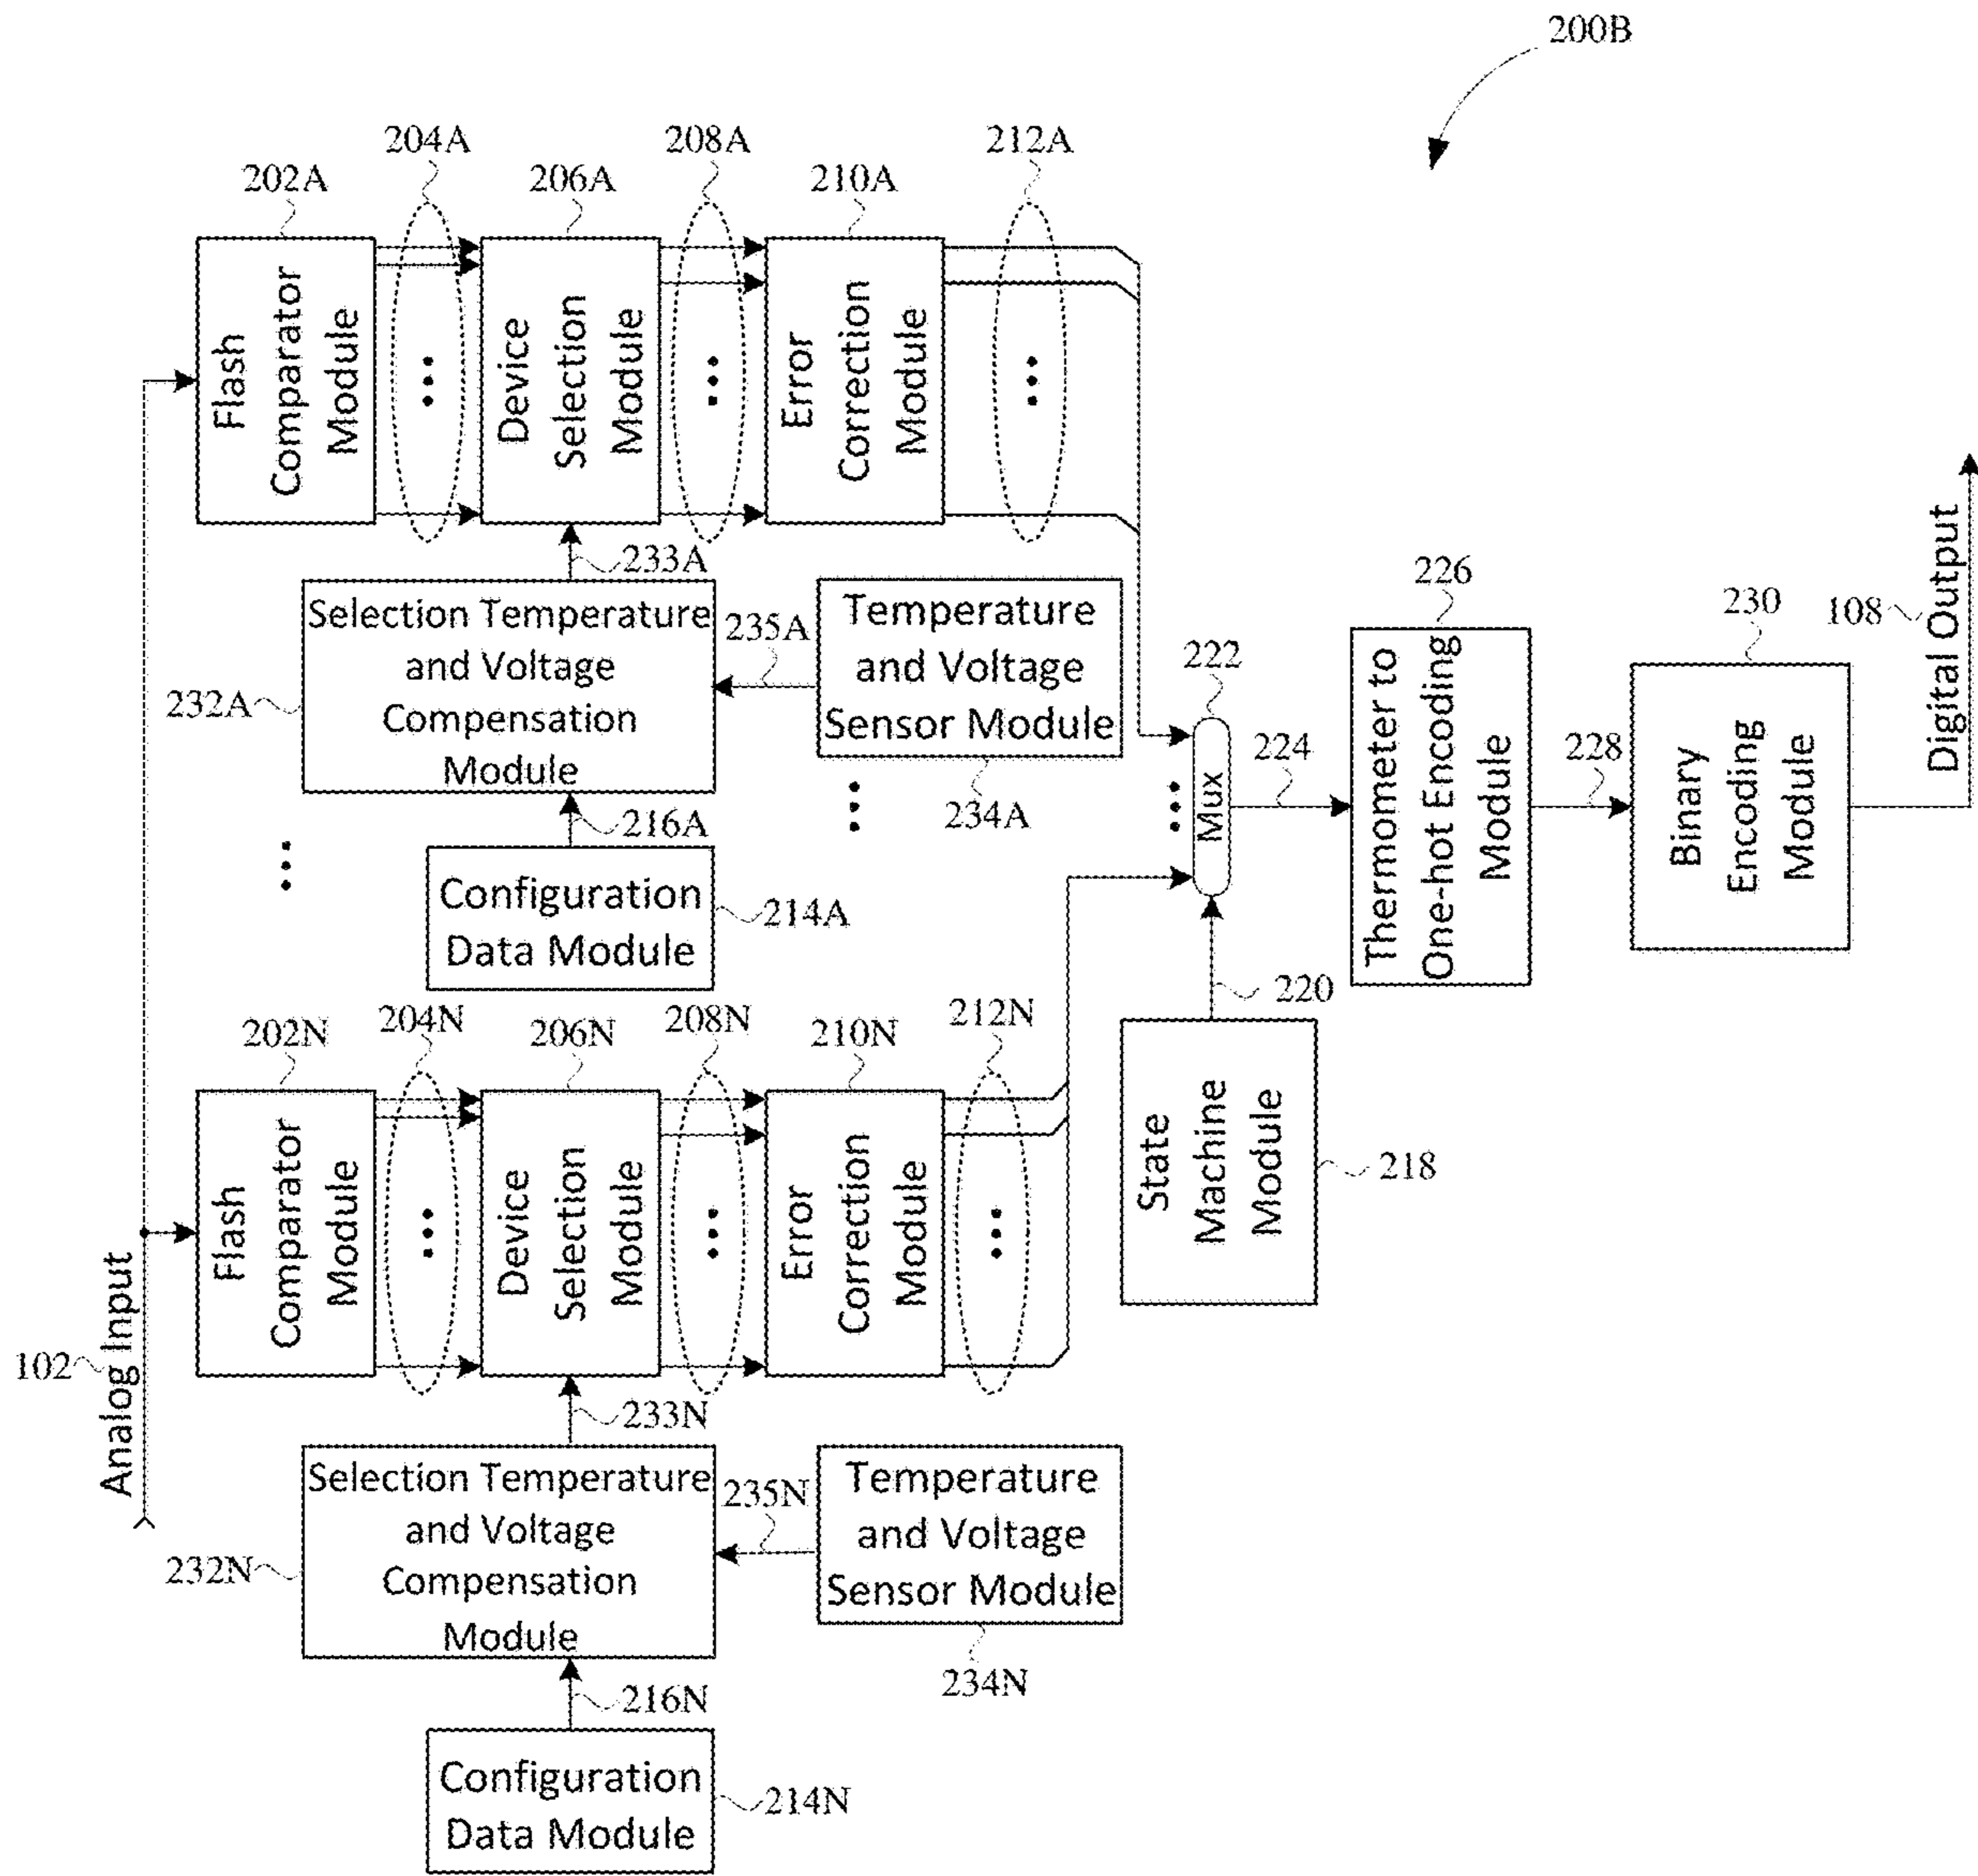 200B
204A
208A
212A
202A
206A
210A
Flash
Comparator
Module
Device
Selection
Module
Error
Correction
Module
233A
Selection Temperature
and Voltage
Compensation
Module
232A
235A
Temperature
and Voltage
Sensor Module
234A
216A
Configuration
Data Module
214A
222
Mux
224
226
Thermometer to
One-hot Encoding
Module
228
230
Binary
Encoding
Module
108
Digital Output
220
State
Machine
Module
218
204N
208N
212N
202N
206N
210N
Flash
Comparator
Module
Device
Selection
Module
Error
Correction
Module
102
Analog Input
233N
Selection Temperature
and Voltage
Compensation
Module
232N
235N
Temperature
and Voltage
Sensor Module
234N
216N
Configuration
Data Module
214N